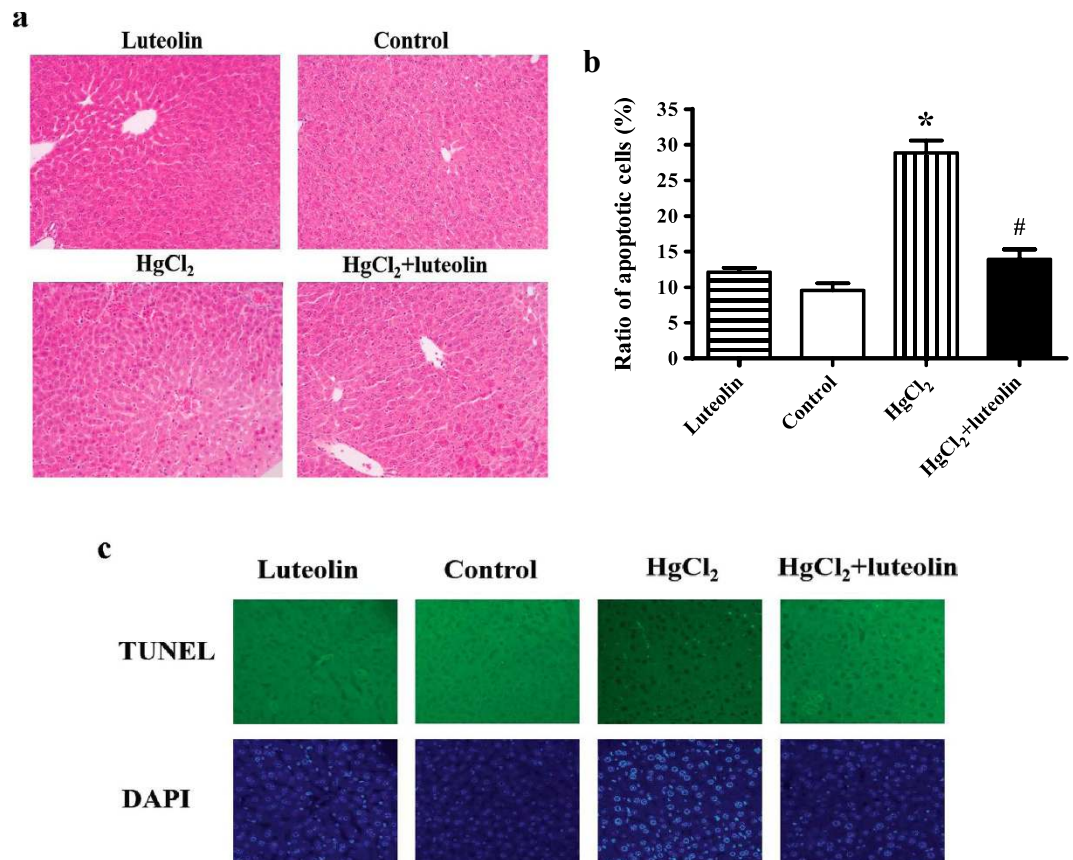 a
Luteolin Control
HgCl₂ HgCl₂+luteolin
b
Ratio of apoptotic cells (%)
35
30
25
20
15
10
5
0
*
#
Luteolin
Control
HgCl₂
HgCl₂+luteolin
c
Luteolin Control HgCl₂ HgCl₂+luteolin
TUNEL
DAPI